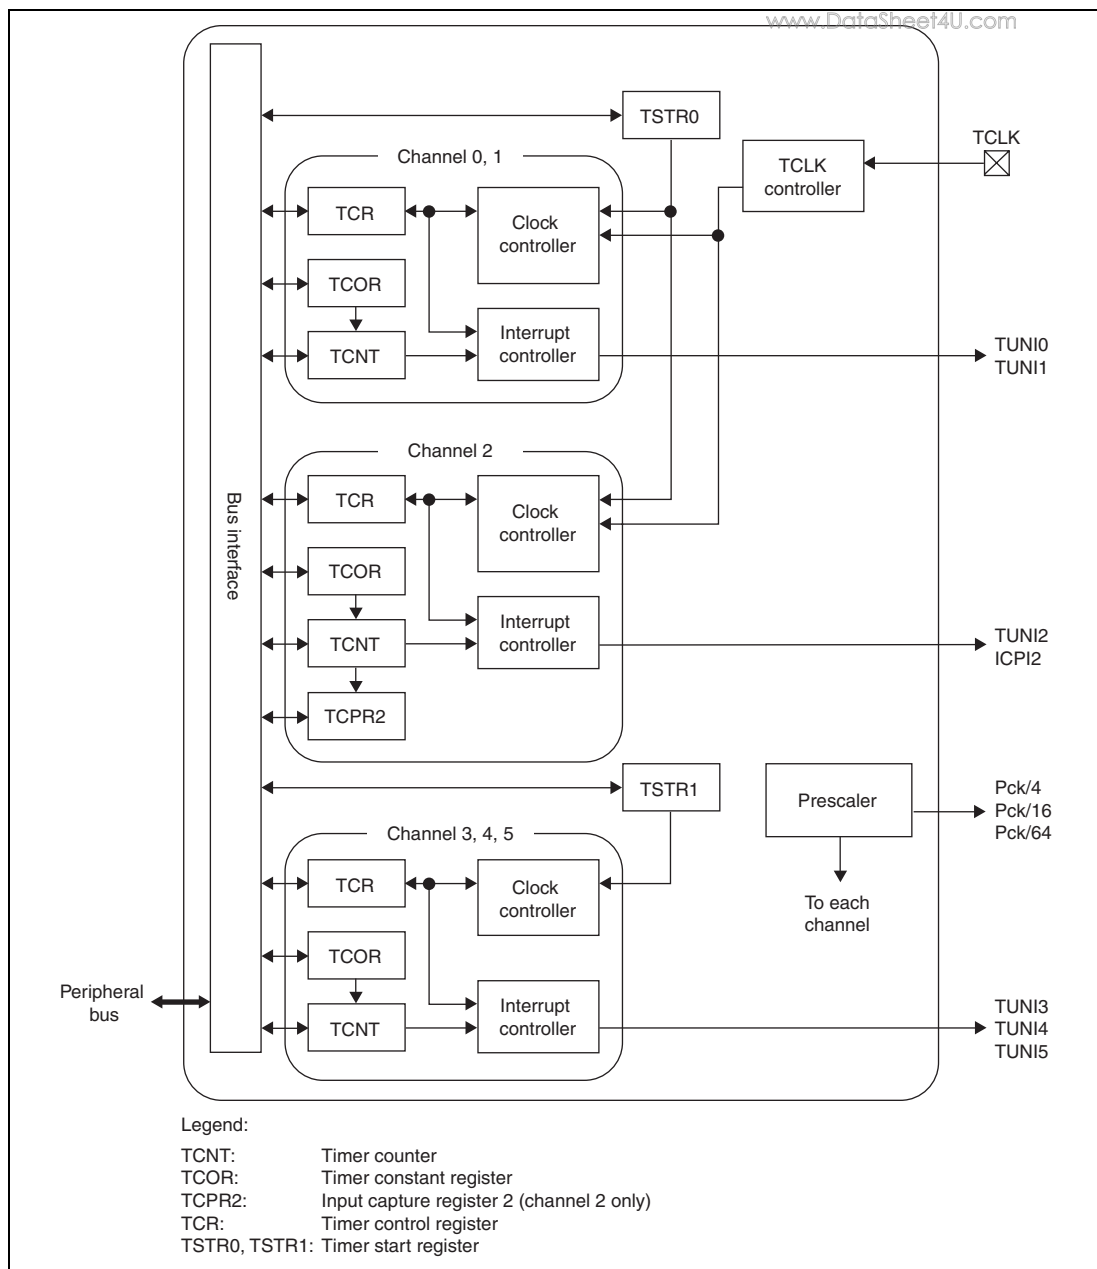 www.DataSheet4U.com
TSTR0
TCLK
Channel 0, 1
TCLK
controller
TCR
Clock
controller
TCOR
Interrupt
controller
TCNT
TUNI0
TUNI1
Channel 2
TCR
Clock
controller
Bus interface
TCOR
Interrupt
controller
TCNT
TUNI2
ICPI2
TCPR2
TSTR1
Prescaler
Pck/4
Pck/16
Pck/64
Channel 3, 4, 5
TCR
Clock
controller
To each
channel
TCOR
Peripheral
bus
Interrupt
controller
TCNT
TUNI3
TUNI4
TUNI5
Legend:
TCNT: Timer counter
TCOR: Timer constant register
TCPR2: Input capture register 2 (channel 2 only)
TCR: Timer control register
TSTR0, TSTR1: Timer start register